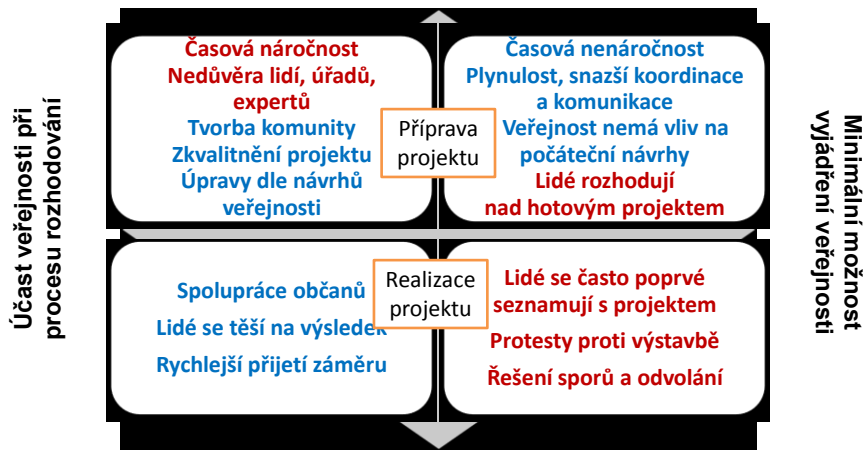 Účast veřejnosti při
procesu rozhodování
Časová náročnost
Nedůvěra lidí, úřadů,
expertů
Tvorba komunity
Zkvalitnění projektu
Úpravy dle návrhů
veřejnosti
Příprava
projektu
Časová nenáročnost
Plynulost, snazší koordinace
a komunikace
Veřejnost nemá vliv na
počáteční návrhy
Lidé rozhodují
nad hotovým projektem
Spolupráce občanů
Lidé se těší na výsledek
Rychlejší přijetí záměru
Realizace
projektu
Lidé se často poprvé
seznamují s projektem
Protesty proti výstavbě
Řešení sporů a odvolání
Minimální možnost
vyjádření veřejnosti